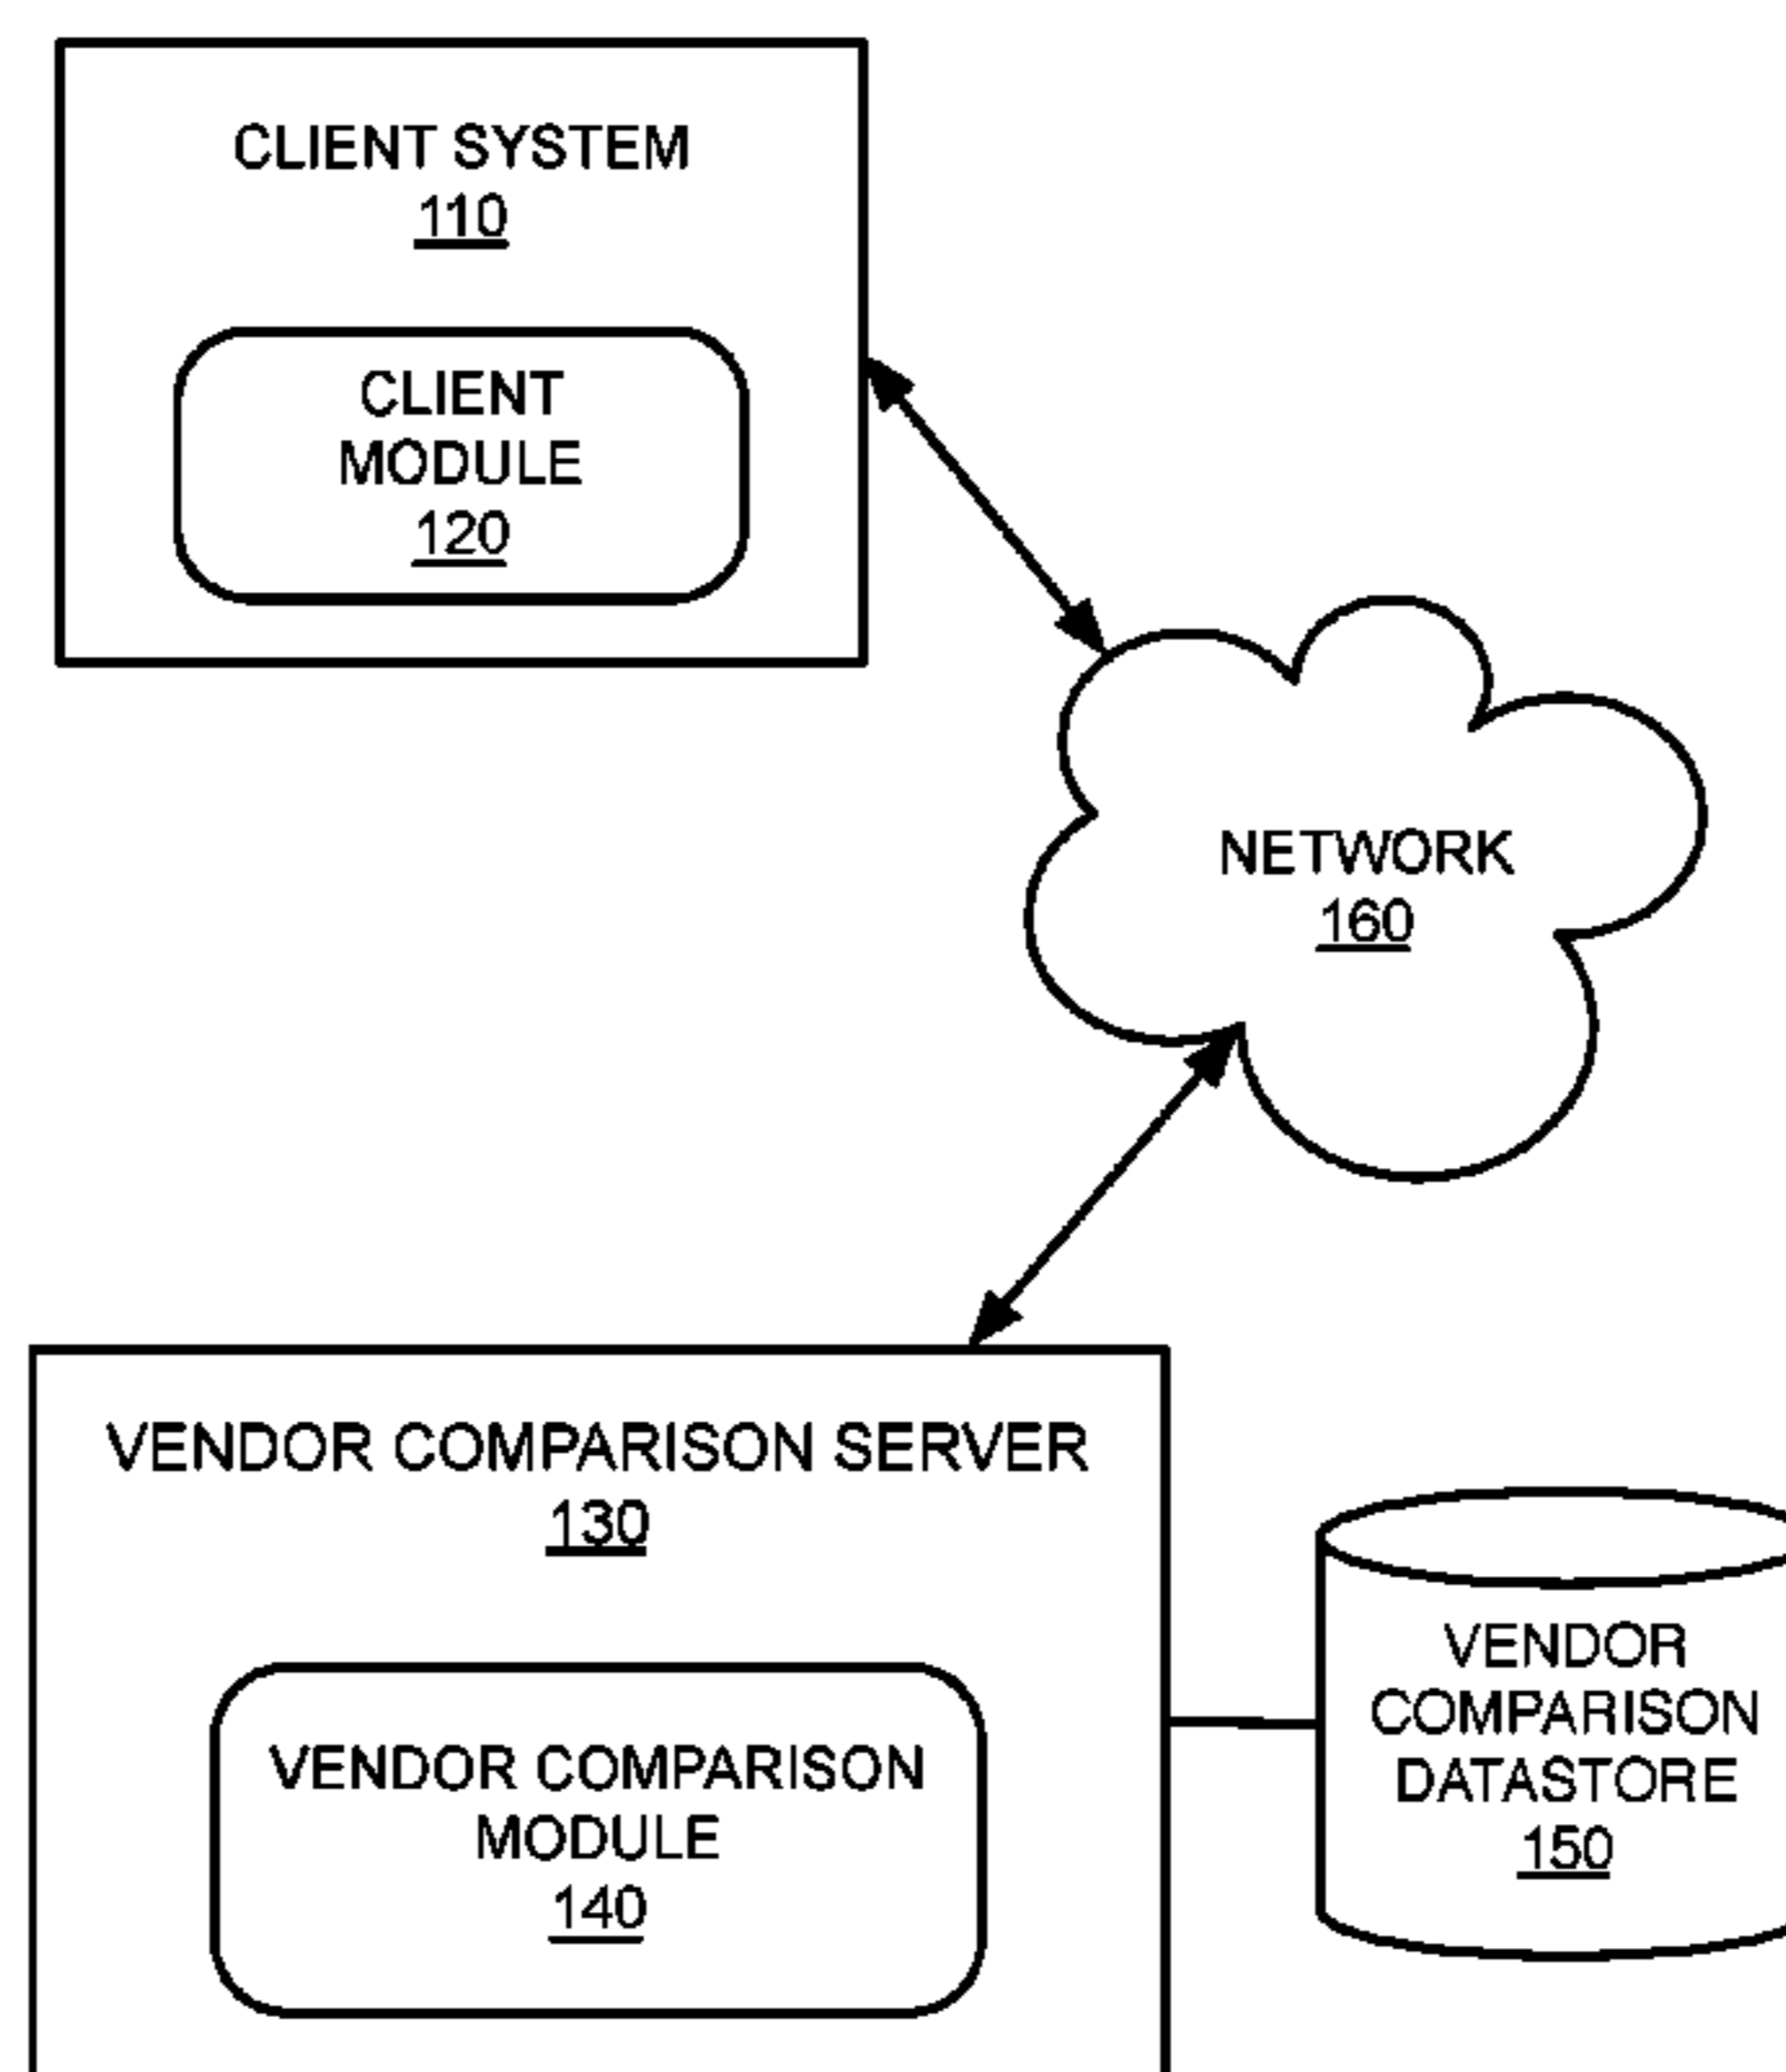 CLIENT SYSTEM
110
CLIENT
MODULE
120
NETWORK
160
VENDOR COMPARISON SERVER
130
VENDOR COMPARISON
MODULE
140
VENDOR
COMPARISON
DATASTORE
150